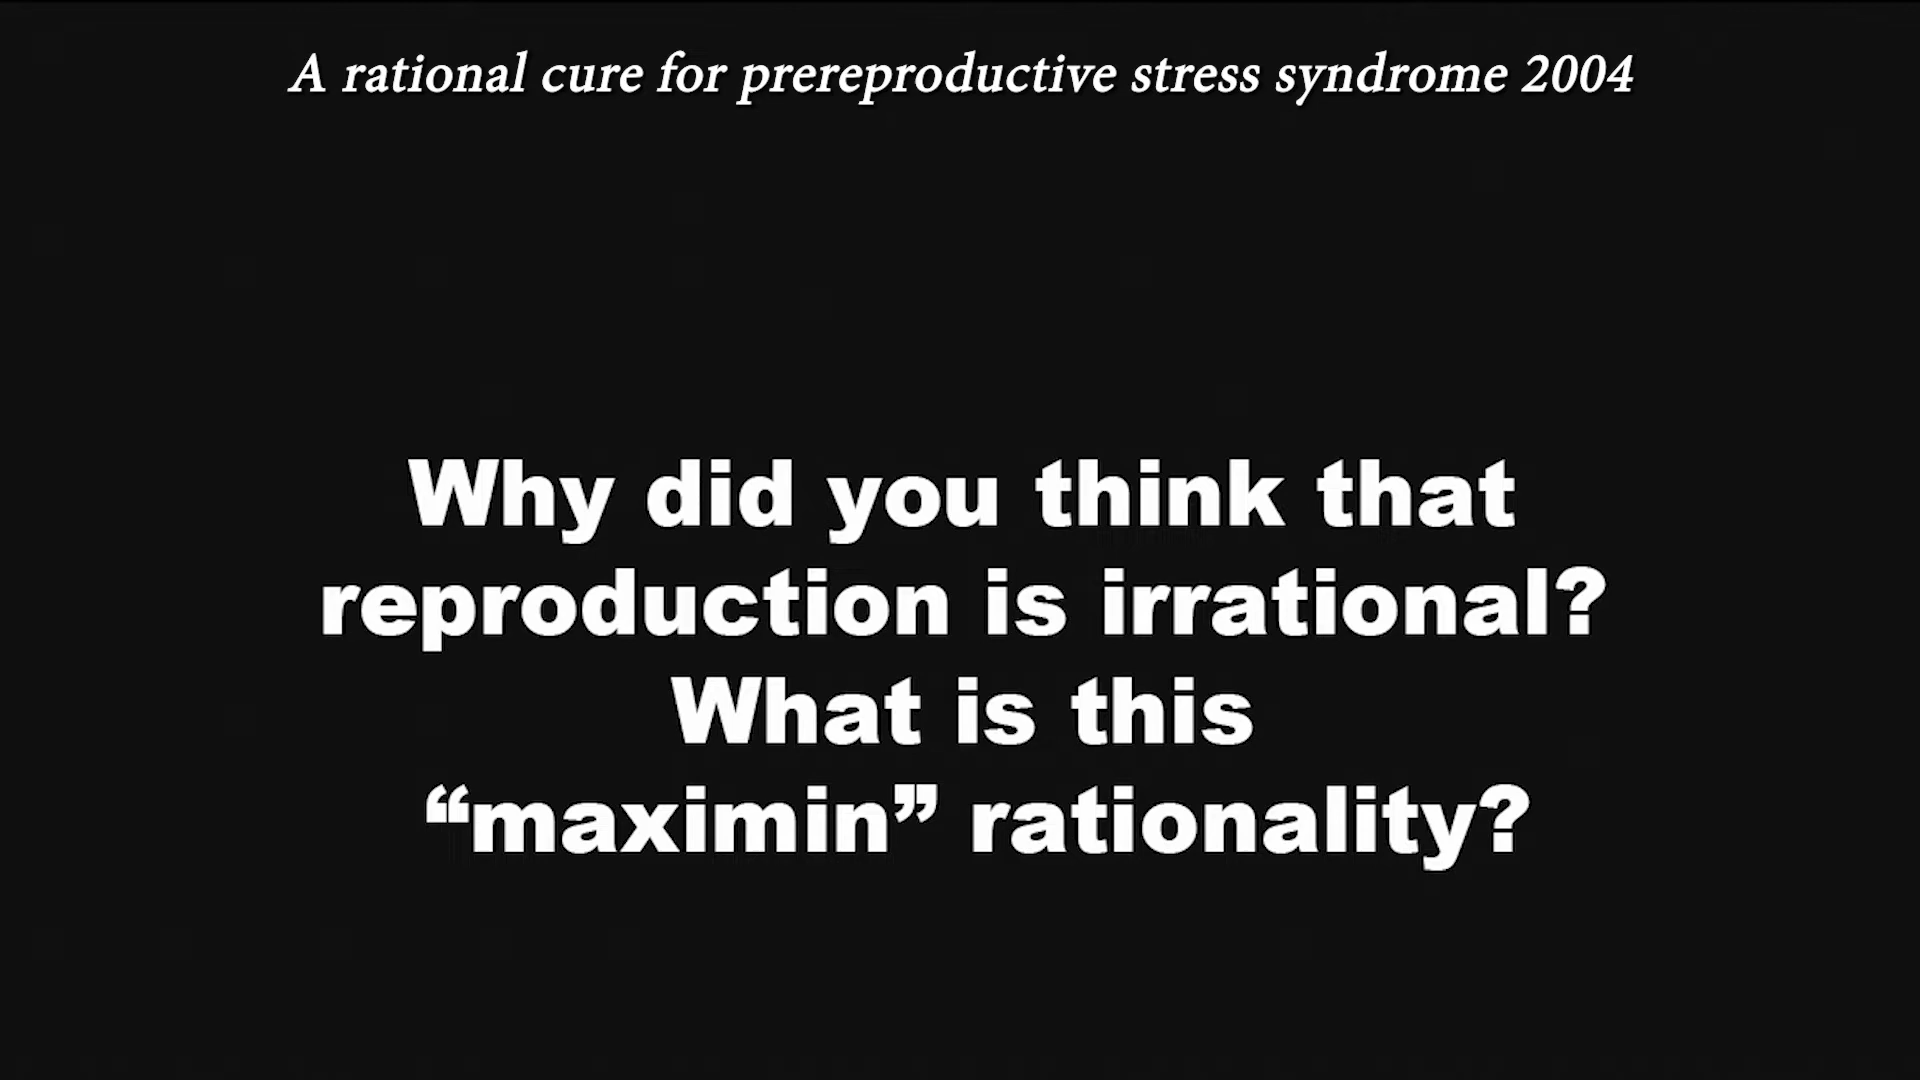 A rational cure for prereproductive stress syndrome 2004
Why did you think that
reproduction is irrational?
What is this
“maximin” rationality?